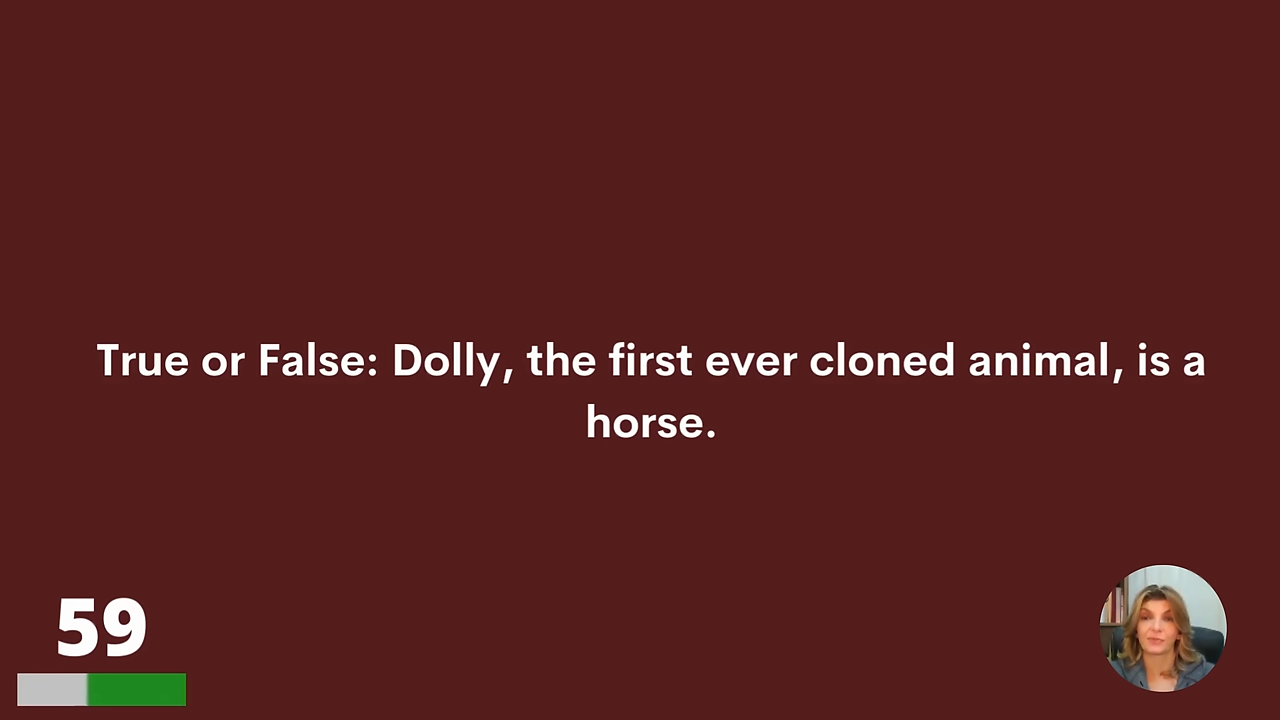 True or False: Dolly, the first ever cloned animal, is a
horse.
59